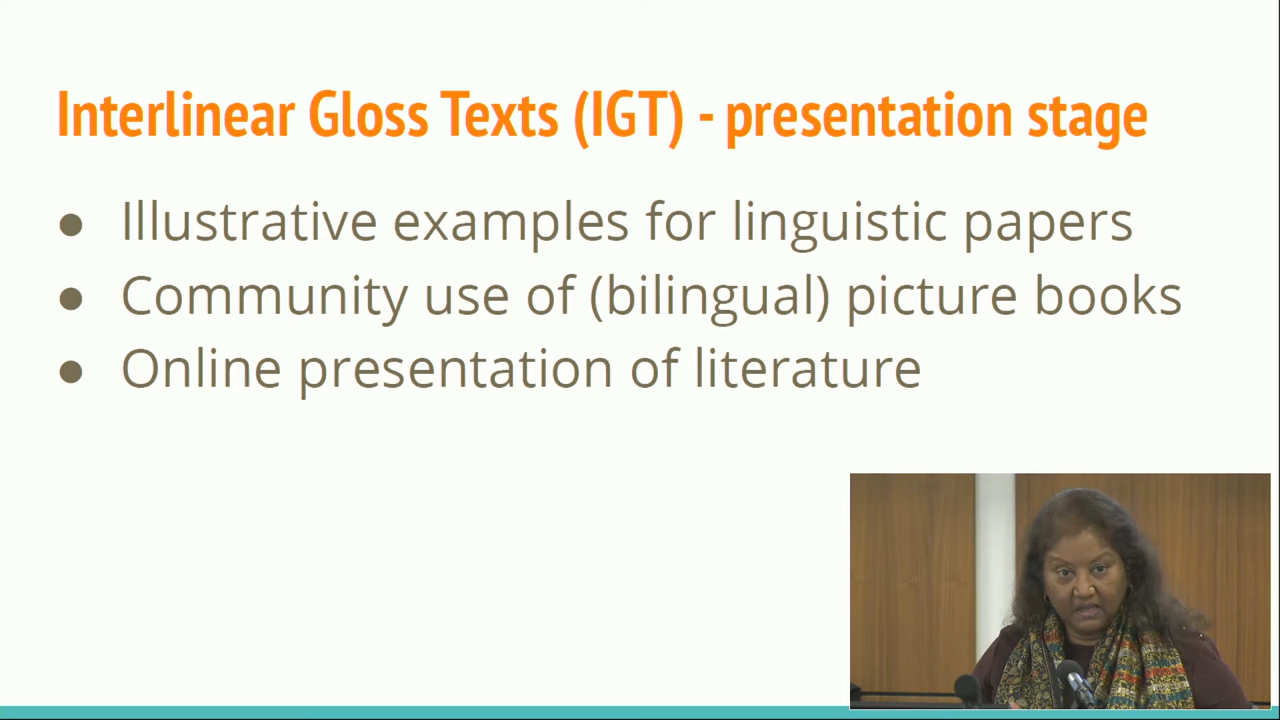 Interlinear Gloss Texts (IGT) - presentation stage
● Illustrative examples for linguistic papers
● Community use of (bilingual) picture books
● Online presentation of literature